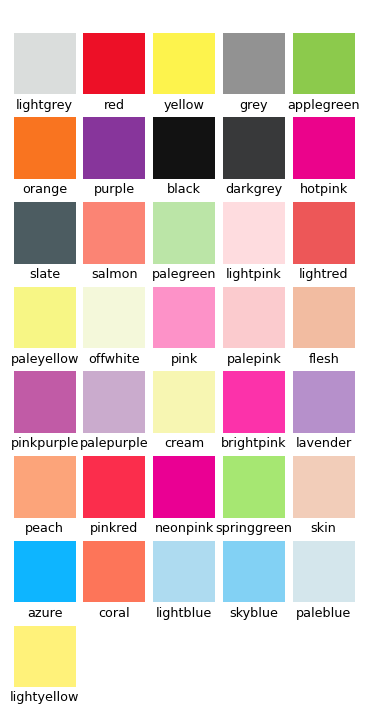 lightgrey red yellow grey applegreen
orange purple black darkgrey hotpink
slate salmon palegreen lightpink lightred
paleyellow offwhite pink palepink flesh
pinkpurple palepurple cream brightpink lavender
peach pinkred neonpink springgreen skin
azure coral lightblue skyblue paleblue
lightyellow